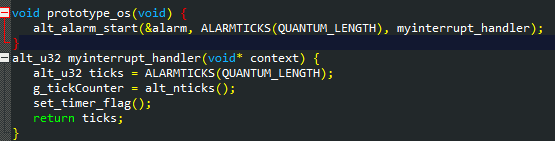 void prototype_os(void) {
    alt_alarm_start(&alarm, ALARMTICKS(QUANTUM_LENGTH), myinterrupt_handler);
}
alt_u32 myinterrupt_handler(void* context) {
    alt_u32 ticks = ALARMTICKS(QUANTUM_LENGTH);
    g_tickCounter = alt_nticks();
    set_timer_flag();
    return ticks;
}